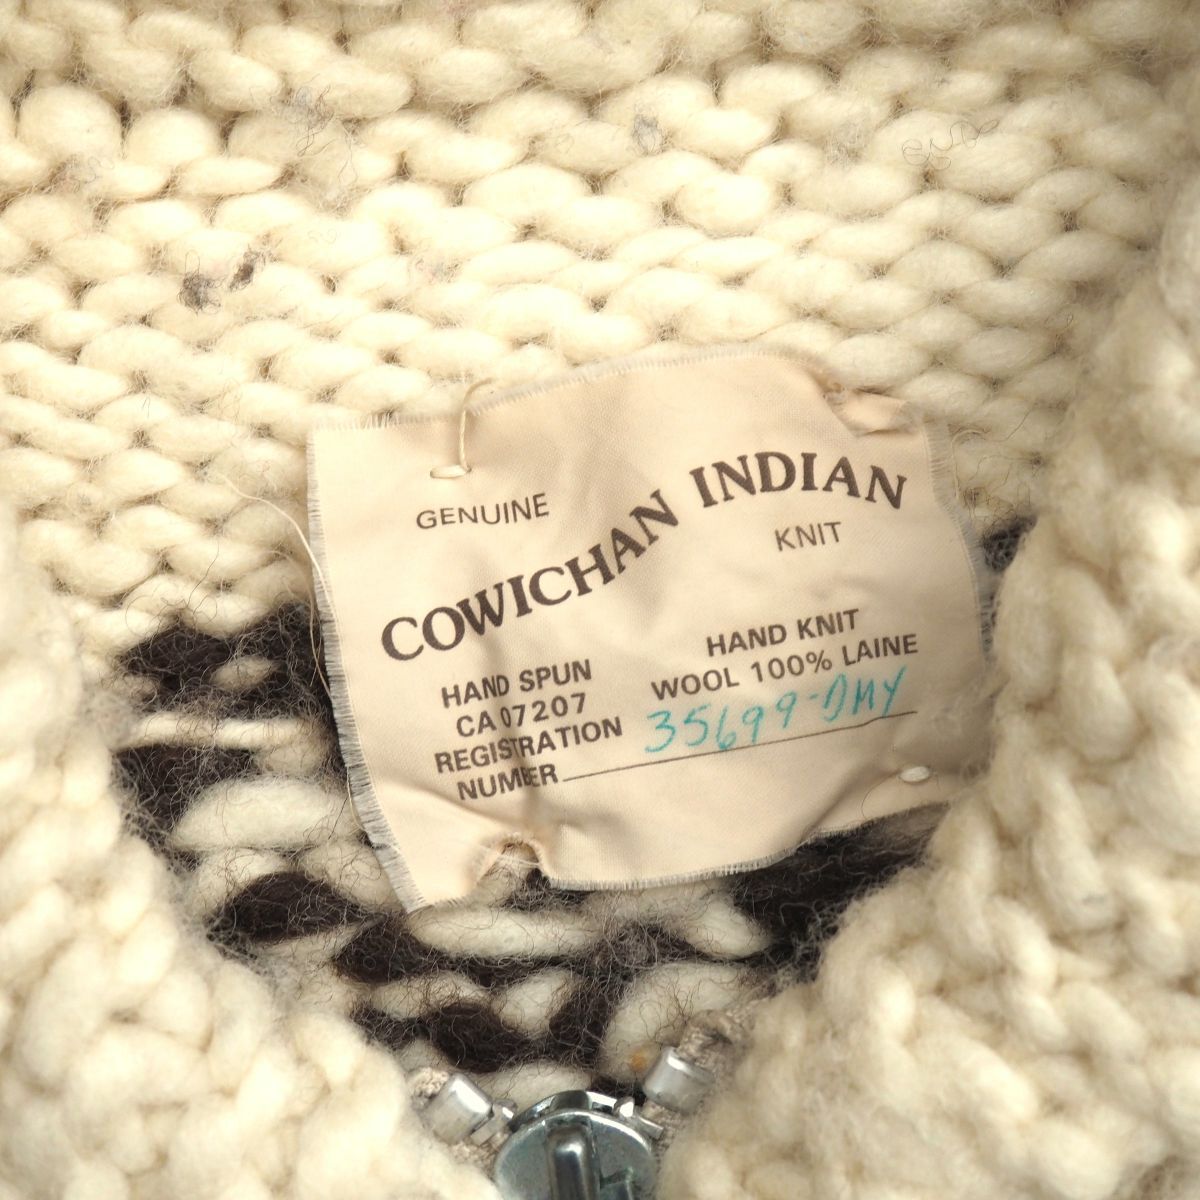 GENUINE
COWICHAN INDIAN
KNIT
HAND SPUN
CA 07207
REGISTRATION
NUMBER
HAND KNIT
WOOL 100% LAINE
35699-DMY